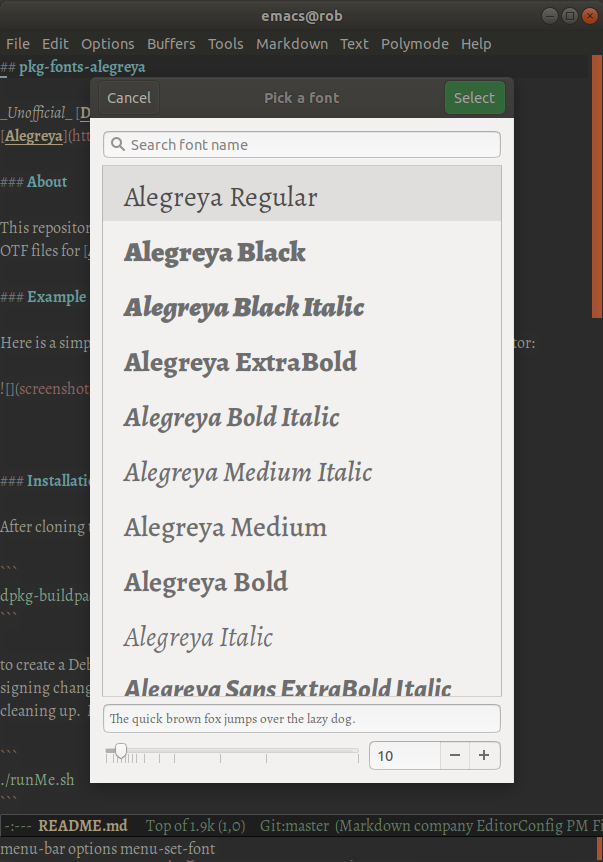 emacs@rob
File Edit Options Buffers Tools Markdown Text Polymode Help
## pkg-fonts-alegreya
_Unofficial_ [D
[Alegreya](htt
### About
This repositor
OTF files for [
### Example
Here is a simp tor:
![](screenshot
### Installati
After cloning
```
dpkg-buildpa
```
to create a Deb
signing chang
cleaning up.
```
./runMe.sh
```
Cancel Pick a font Select
Search font name
Alegreya Regular
Alegreya Black
Alegreya Black Italic
Alegreya ExtraBold
Alegreya Bold Italic
Alegreya Medium Italic
Alegreya Medium
Alegreya Bold
Alegreya Italic
Alegreya Sans ExtraBold Italic
The quick brown fox jumps over the lazy dog.
10 − +
-:--- README.md Top of 1.9k (1,0) Git:master (Markdown company EditorConfig PM Fi
menu-bar options menu-set-font